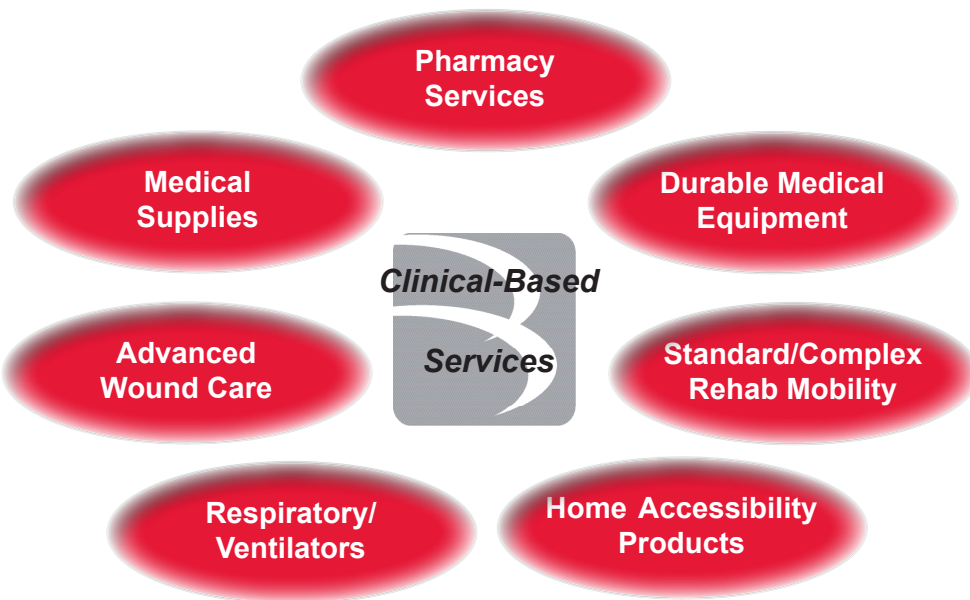 Pharmacy
Services
Medical
Supplies
Durable Medical
Equipment
Clinical-Based
Services
Advanced
Wound Care
Standard/Complex
Rehab Mobility
Respiratory/
Ventilators
Home Accessibility
Products